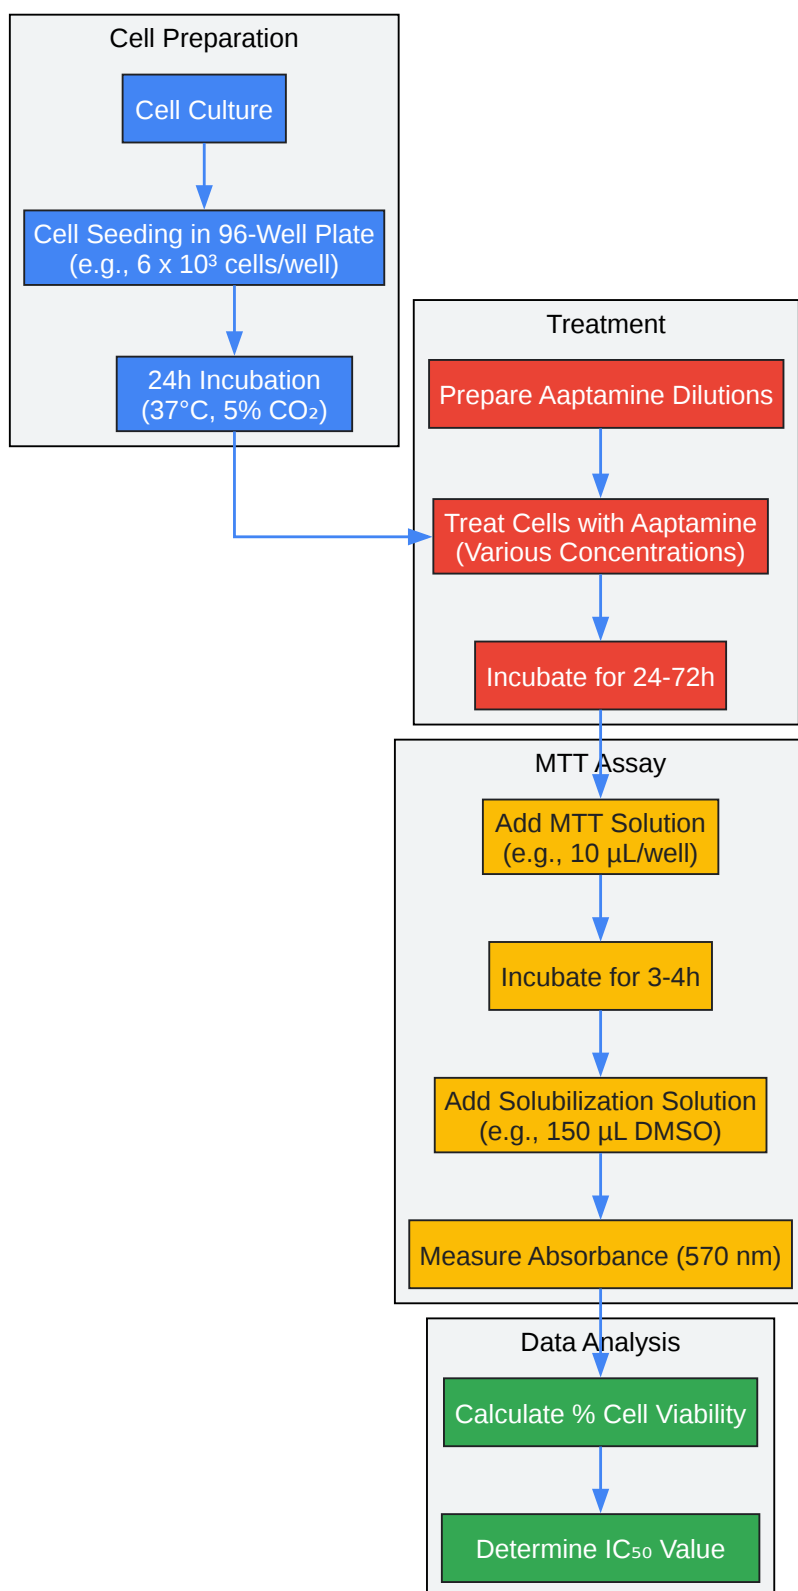 Cell Preparation
Cell Culture
Cell Seeding in 96-Well Plate
(e.g., 6 x 10³ cells/well)
24h Incubation
(37°C, 5% CO₂)
Treatment
Prepare Aaptamine Dilutions
Treat Cells with Aaptamine
(Various Concentrations)
Incubate for 24-72h
MTT Assay
Add MTT Solution
(e.g., 10 µL/well)
Incubate for 3-4h
Add Solubilization Solution
(e.g., 150 µL DMSO)
Measure Absorbance (570 nm)
Data Analysis
Calculate % Cell Viability
Determine IC₅₀ Value